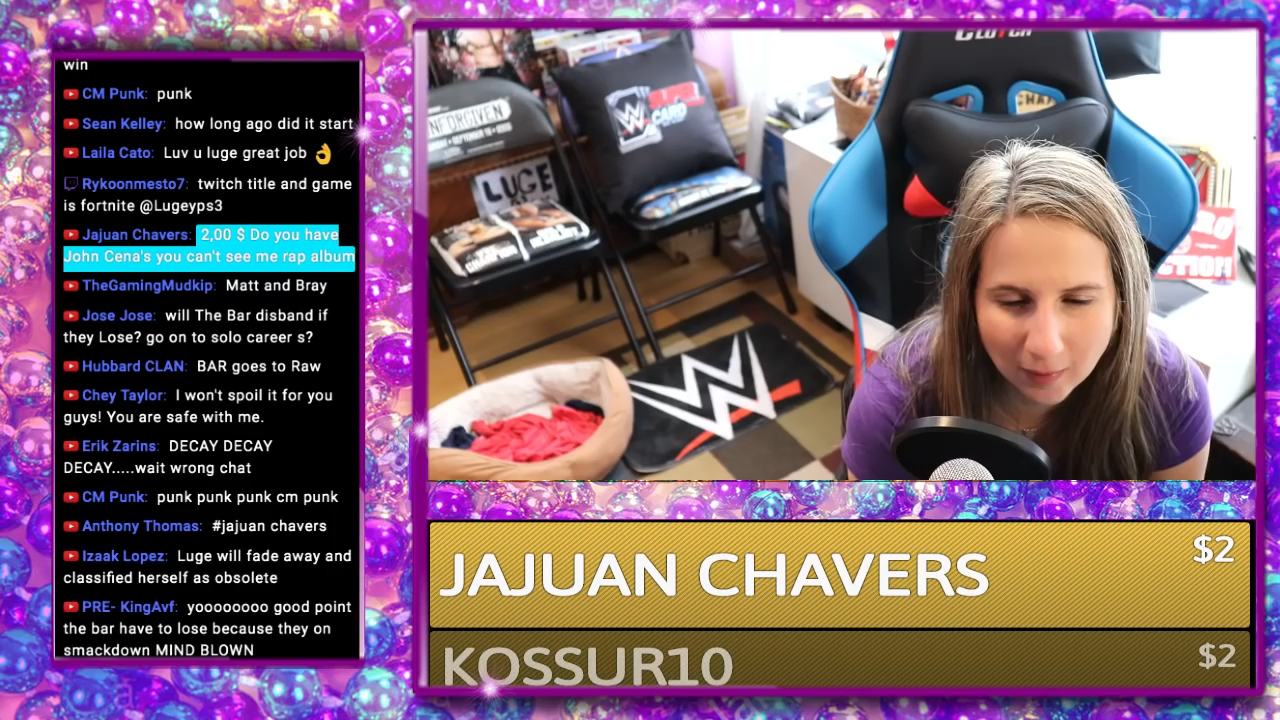 win
CM Punk: punk
Sean Kelley: how long ago did it start
Laila Cato: Luv u luge great job 👌
Rykoonmesto7: twitch title and game
is fortnite @Lugeyps3
Jajuan Chavers: 2,00 $ Do you have
John Cena's you can't see me rap album
TheGamingMudkip: Matt and Bray
Jose Jose: will The Bar disband if
they Lose? go on to solo career s?
Hubbard CLAN: BAR goes to Raw
Chey Taylor: I won't spoil it for you
guys! You are safe with me.
Erik Zarins: DECAY DECAY
DECAY.....wait wrong chat
CM Punk: punk punk punk cm punk
Anthony Thomas: #jajuan chavers
Izaak Lopez: Luge will fade away and
classified herself as obsolete
PRE- KingAvf: yoooooooo good point
the bar have to lose because they on
smackdown MIND BLOWN
CLUTCH
UNFORGIVEN
LUGE
CHAMPION
JAJUAN CHAVERS
$2
KOSSUR10
$2